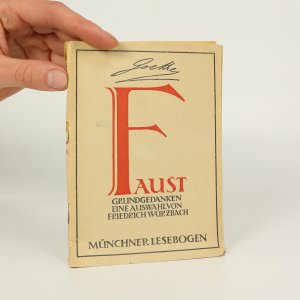 Goethe
FAUST
GRUNDGEDANKEN
EINE AUSWAHL VON
FRIEDRICH WÜRZBACH
MÜNCHNER LESEBOGEN